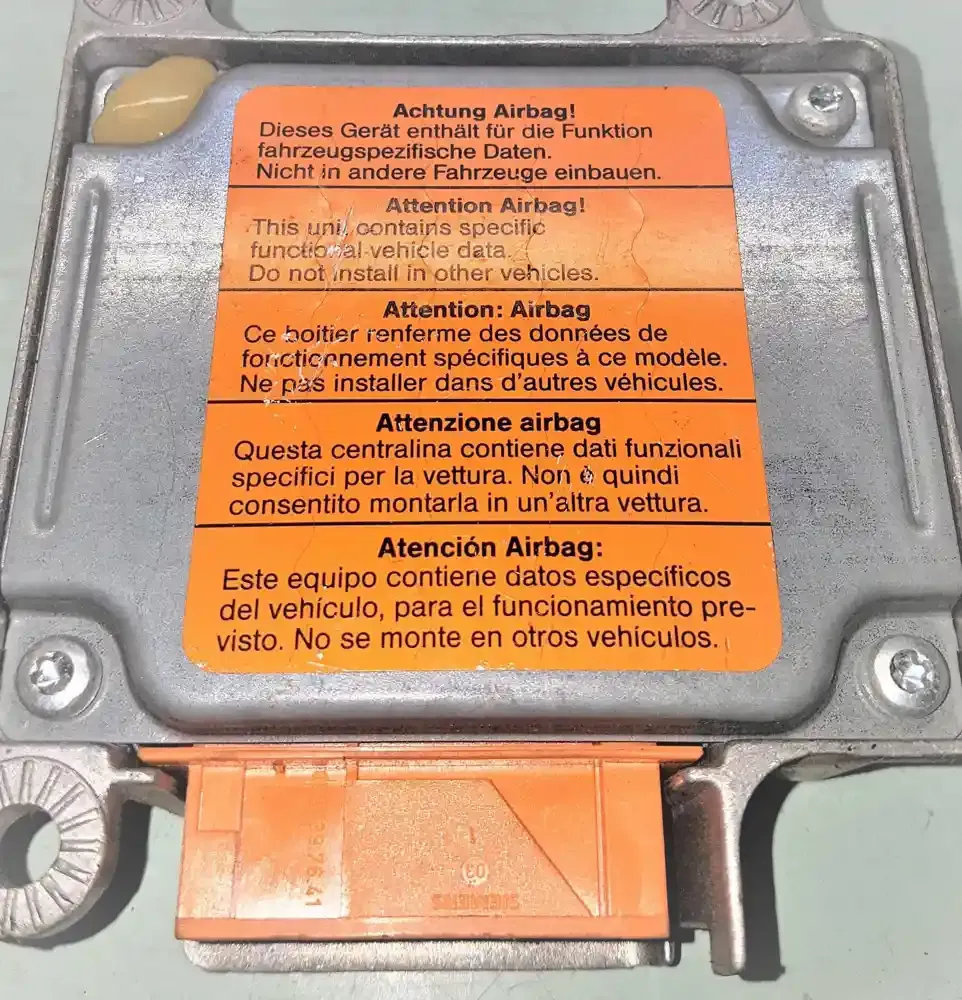 Achtung Airbag!
Dieses Gerät enthält für die Funktion
fahrzeugspezifische Daten.
Nicht in andere Fahrzeuge einbauen.
Attention Airbag!
This unit contains specific
functional vehicle data.
Do not install in other vehicles.
Attention: Airbag
Ce boitier renferme des données de
fonctionnement spécifiques à ce modèle.
Ne pas installer dans d'autres véhicules.
Attenzione airbag
Questa centralina contiene dati funzionali
specifici per la vettura. Non è quindi
consentito montarla in un'altra vettura.
Atención Airbag:
Este equipo contiene datos específicos
del vehículo, para el funcionamiento pre-
visto. No se monte en otros vehículos.
1
03
SIEMENS